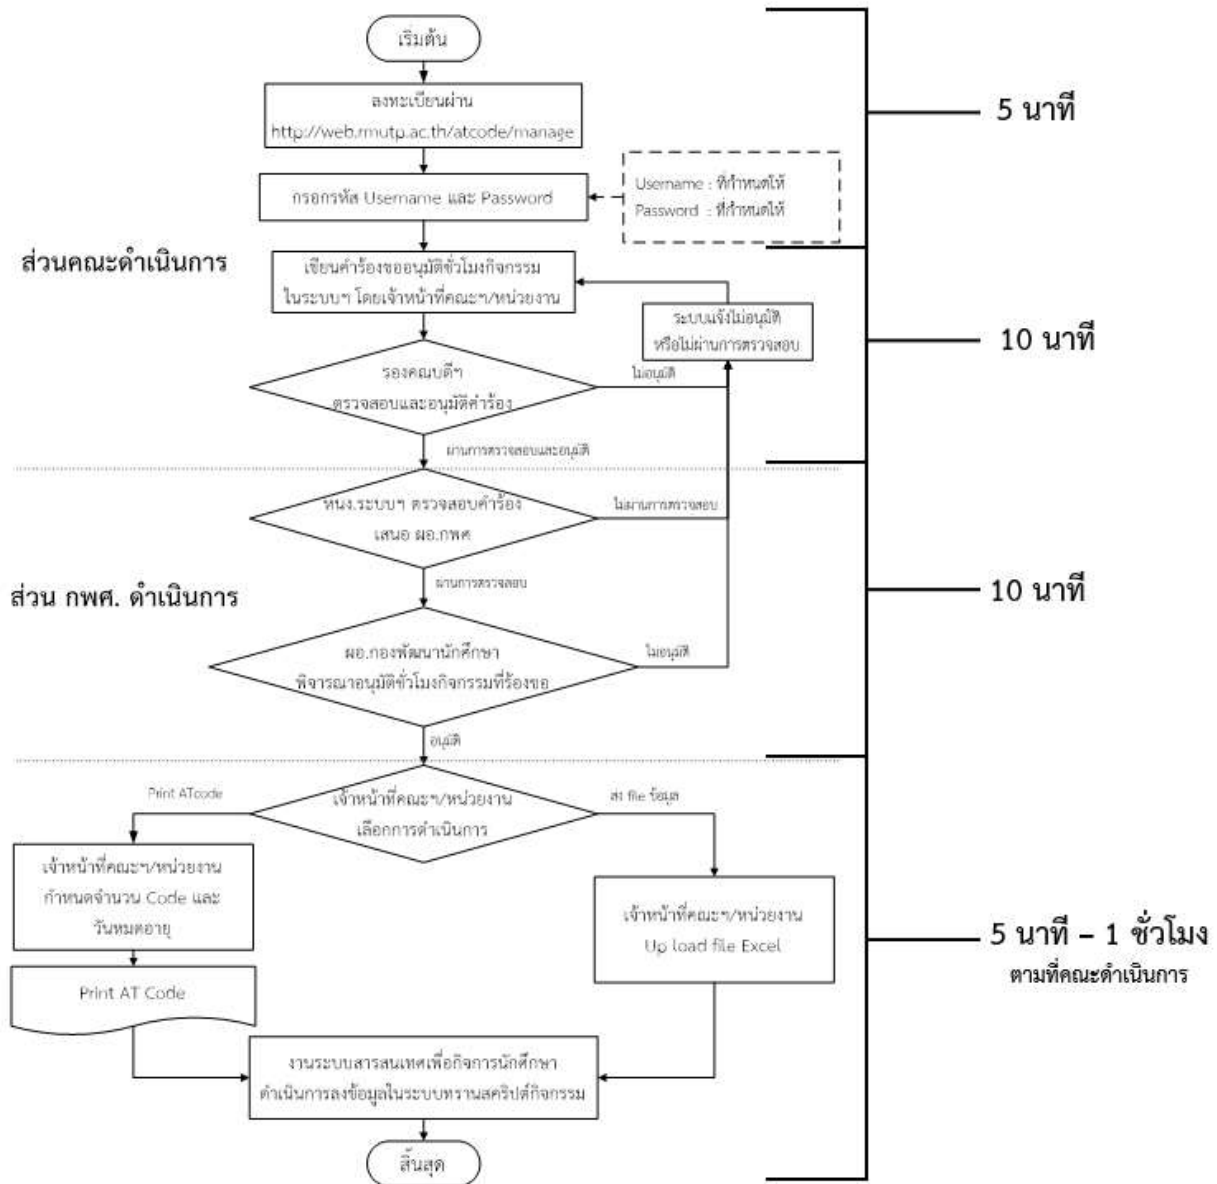 เริ่มต้น
ลงทะเบียนผ่าน
http://web.rmutp.ac.th/atcode/manage
5 นาที
กรอกรหัส Username และ Password
Username : ที่กำหนดให้
Password : ที่กำหนดให้
ส่วนคณะดำเนินการ
เขียนคำร้องขออนุมัติชั่วโมงกิจกรรม
ในระบบฯ โดยเจ้าหน้าที่คณะฯ/หน่วยงาน
ระบบแจ้งไม่อนุมัติ
หรือไม่ผ่านการตรวจสอบ
10 นาที
รองคณบดีฯ
ตรวจสอบและอนุมัติคำร้อง
ไม่อนุมัติ
ผ่านการตรวจสอบและอนุมัติ
หนง.ระบบฯ ตรวจสอบคำร้อง
เสนอ ผอ.กพศ
ไม่ผ่านการตรวจสอบ
ผ่านการตรวจสอบ
ส่วน กพศ. ดำเนินการ
10 นาที
ผอ.กองพัฒนานักศึกษา
พิจารณาอนุมัติชั่วโมงกิจกรรมที่ร้องขอ
ไม่อนุมัติ
อนุมัติ
Print ATcode
เจ้าหน้าที่คณะฯ/หน่วยงาน
เลือกการดำเนินการ
ส่ง file ข้อมูล
เจ้าหน้าที่คณะฯ/หน่วยงาน
กำหนดจำนวน Code และ
วันหมดอายุ
เจ้าหน้าที่คณะฯ/หน่วยงาน
Up load file Excel
5 นาที – 1 ชั่วโมง
ตามที่คณะดำเนินการ
Print AT Code
งานระบบสารสนเทศเพื่อกิจการนักศึกษา
ดำเนินการลงข้อมูลในระบบทรานสคริปต์กิจกรรม
สิ้นสุด